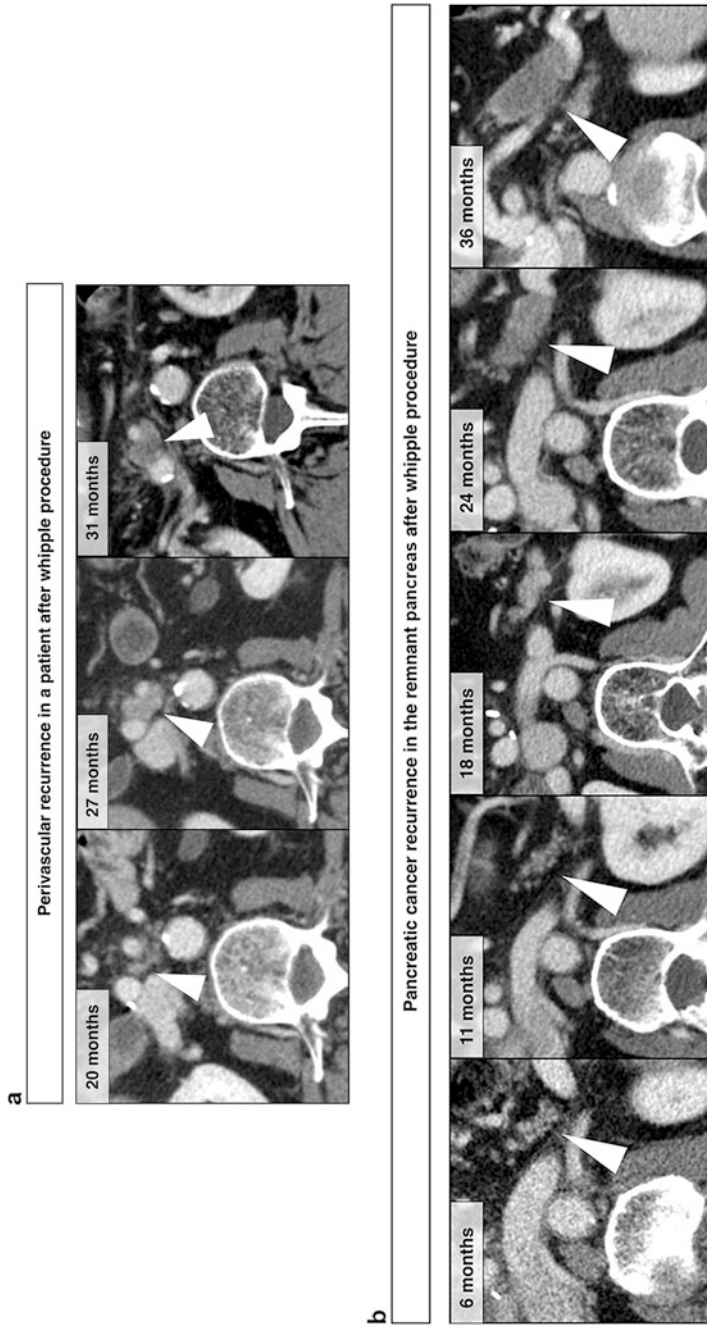 a
Perivascular recurrence in a patient after whipple procedure
20 months
27 months
31 months
b
Pancreatic cancer recurrence in the remnant pancreas after whipple procedure
6 months
11 months
18 months
24 months
36 months